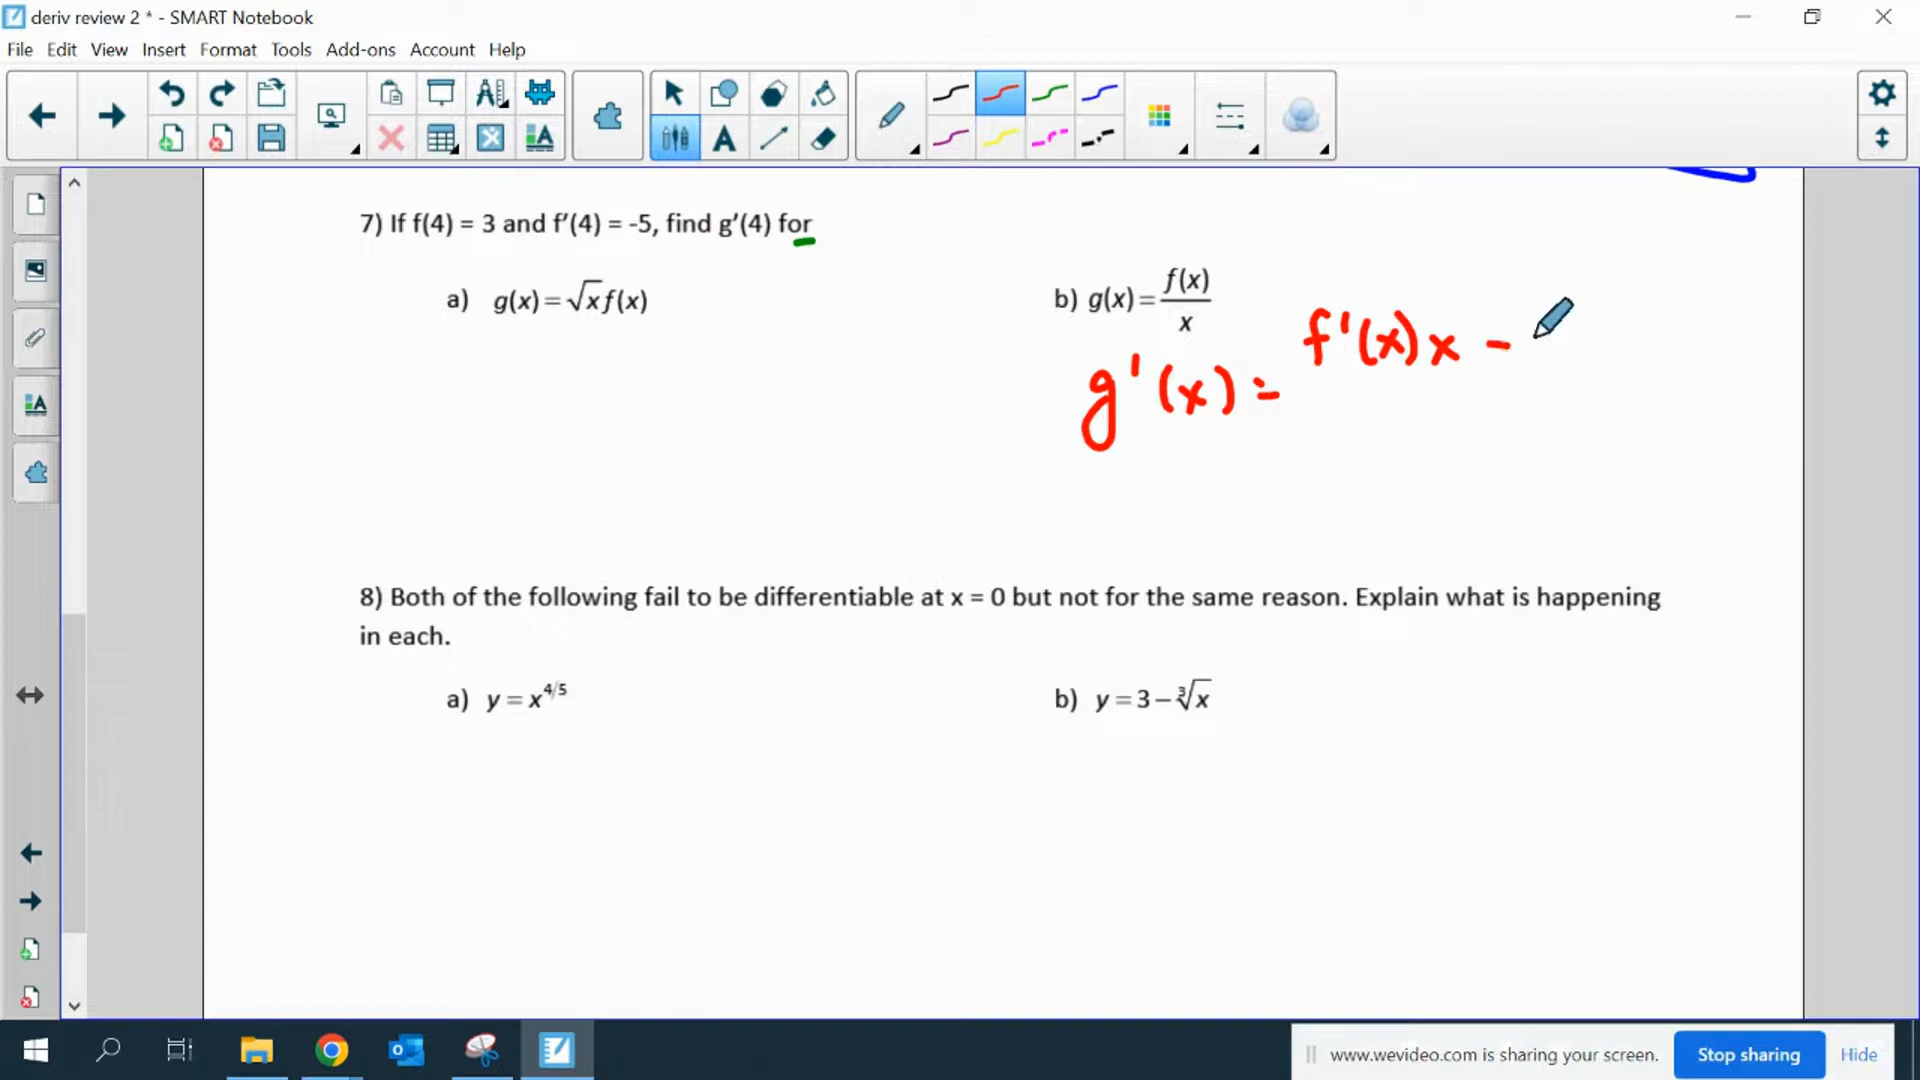 deriv review 2 * - SMART Notebook
File Edit View Insert Format Tools Add-ons Account Help
7) If f(4) = 3 and f'(4) = -5, find g'(4) for
a) g(x) = √x f(x)
b) g(x) = f(x)/x
g'(x) = f'(x)x -
8) Both of the following fail to be differentiable at x = 0 but not for the same reason. Explain what is happening
in each.
a) y = x^4/5
b) y = 3 - ∛x
www.wevideo.com is sharing your screen.
Stop sharing
Hide